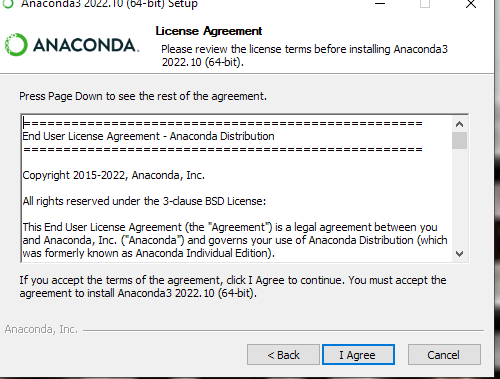 Anaconda3 2022.10 (64-bit) Setup
ANACONDA.
License Agreement
Please review the license terms before installing Anaconda3
2022.10 (64-bit).
Press Page Down to see the rest of the agreement.
====================================================
End User License Agreement - Anaconda Distribution
====================================================
Copyright 2015-2022, Anaconda, Inc.
All rights reserved under the 3-clause BSD License:
This End User License Agreement (the "Agreement") is a legal agreement between you
and Anaconda, Inc. ("Anaconda") and governs your use of Anaconda Distribution (which
was formerly known as Anaconda Individual Edition).
If you accept the terms of the agreement, click I Agree to continue. You must accept the
agreement to install Anaconda3 2022.10 (64-bit).
Anaconda, Inc.
< Back
I Agree
Cancel